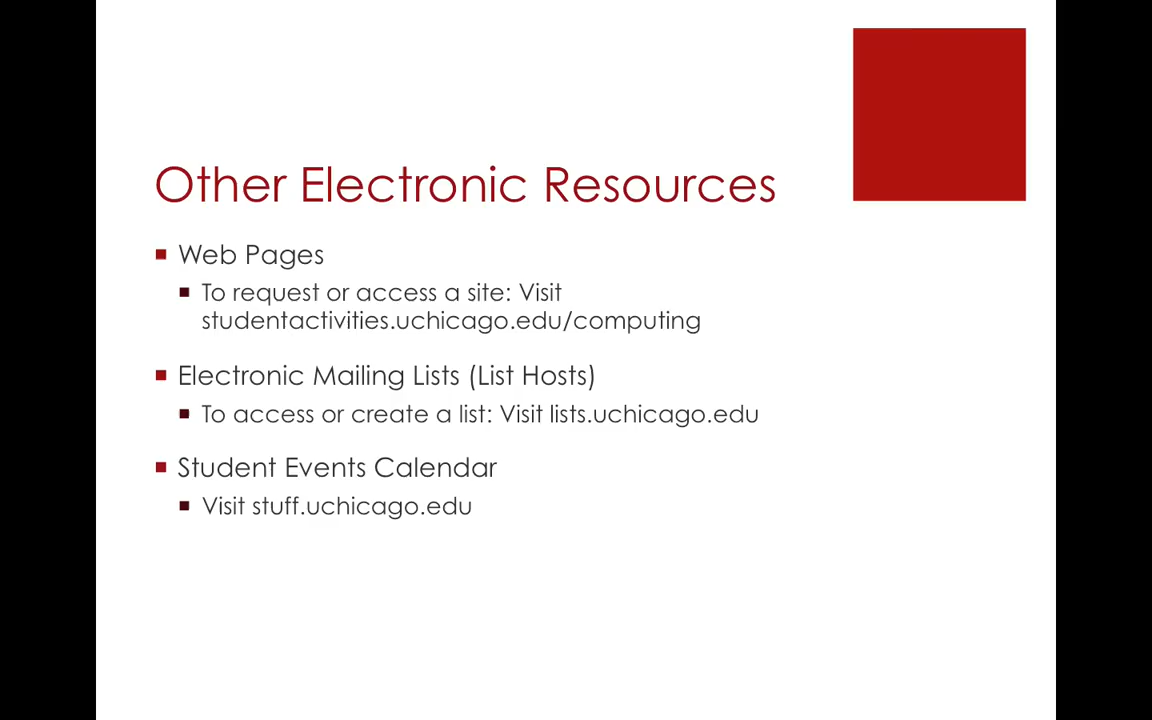 Other Electronic Resources
Web Pages
To request or access a site: Visit
studentactivities.uchicago.edu/computing
Electronic Mailing Lists (List Hosts)
To access or create a list: Visit lists.uchicago.edu
Student Events Calendar
Visit stuff.uchicago.edu